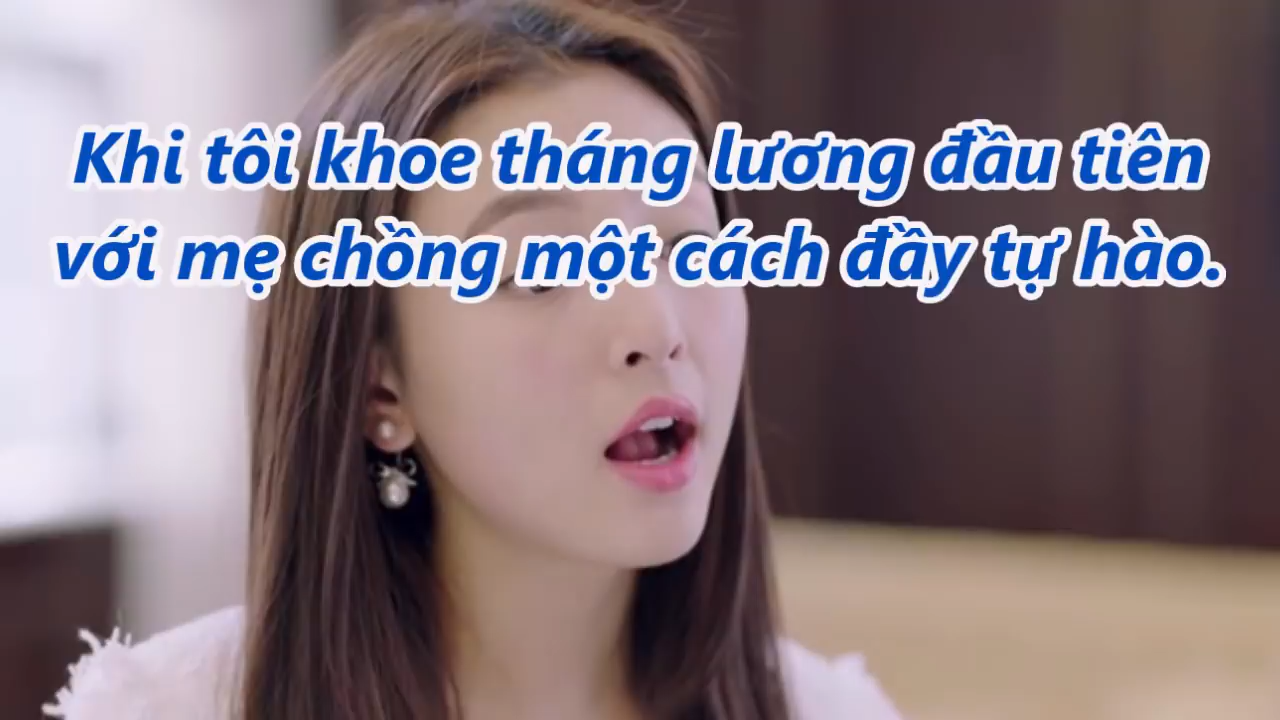 Khi tôi khoe tháng lương đầu tiên
với mẹ chồng một cách đầy tự hào.